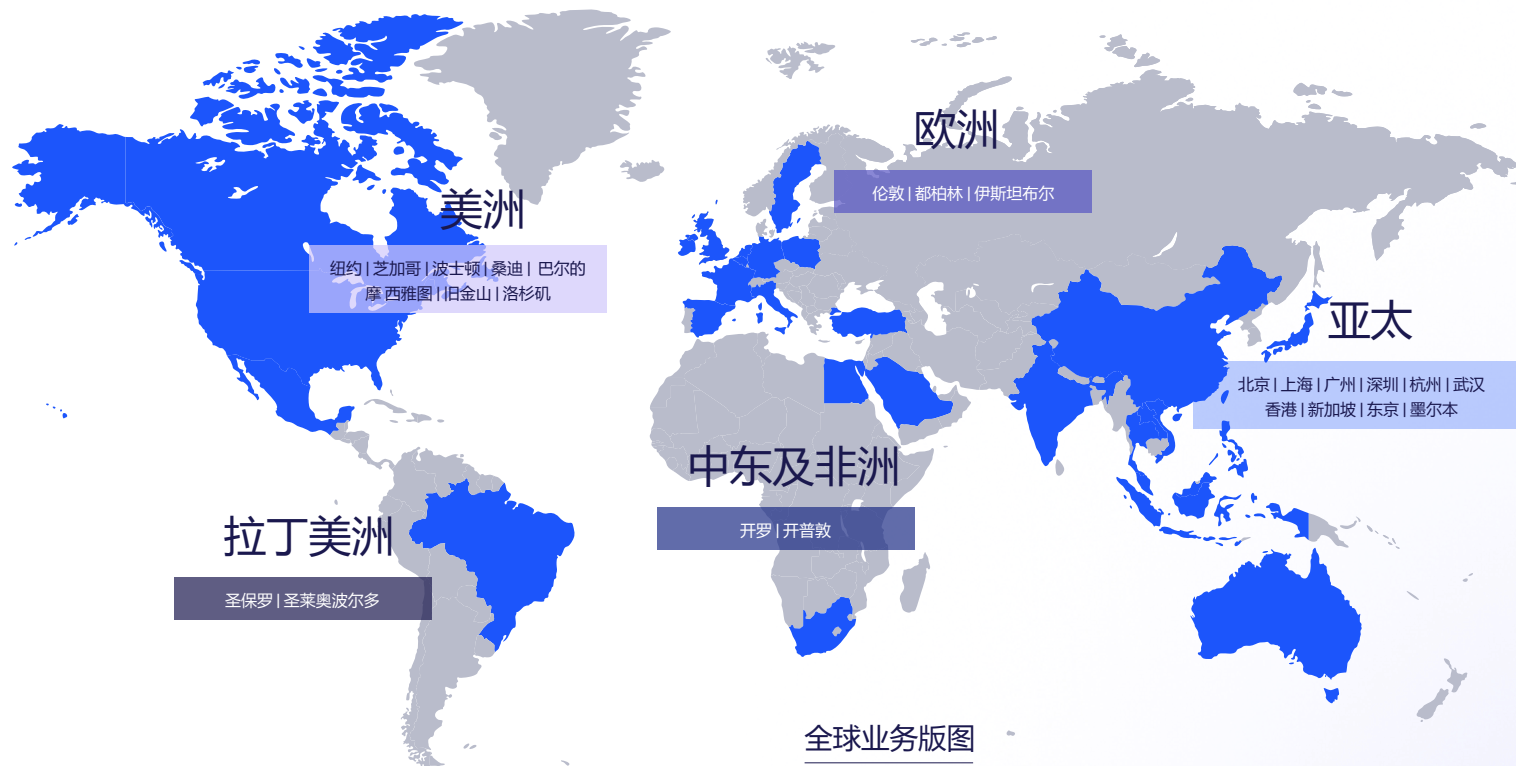 欧洲
伦敦 | 都柏林 | 伊斯坦布尔
美洲
纽约 | 芝加哥 | 波士顿 | 桑迪 | 巴尔的
摩 西雅图 | 旧金山 | 洛杉矶
亚太
北京 | 上海 | 广州 | 深圳 | 杭州 | 武汉
香港 | 新加坡 | 东京 | 墨尔本
中东及非洲
开罗 | 开普敦
拉丁美洲
圣保罗 | 圣莱奥波尔多
全球业务版图